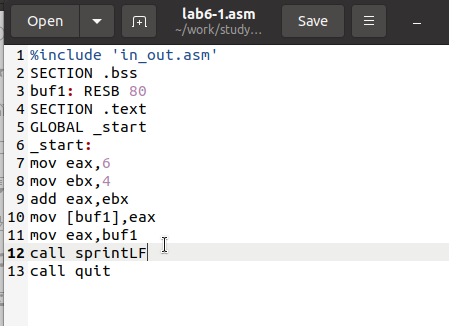 Open
lab6-1.asm
~/work/study...
Save
1 %include 'in_out.asm'
2 SECTION .bss
3 buf1: RESB 80
4 SECTION .text
5 GLOBAL _start
6 _start:
7 mov eax,6
8 mov ebx,4
9 add eax,ebx
10 mov [buf1],eax
11 mov eax,buf1
12 call sprintLF
13 call quit